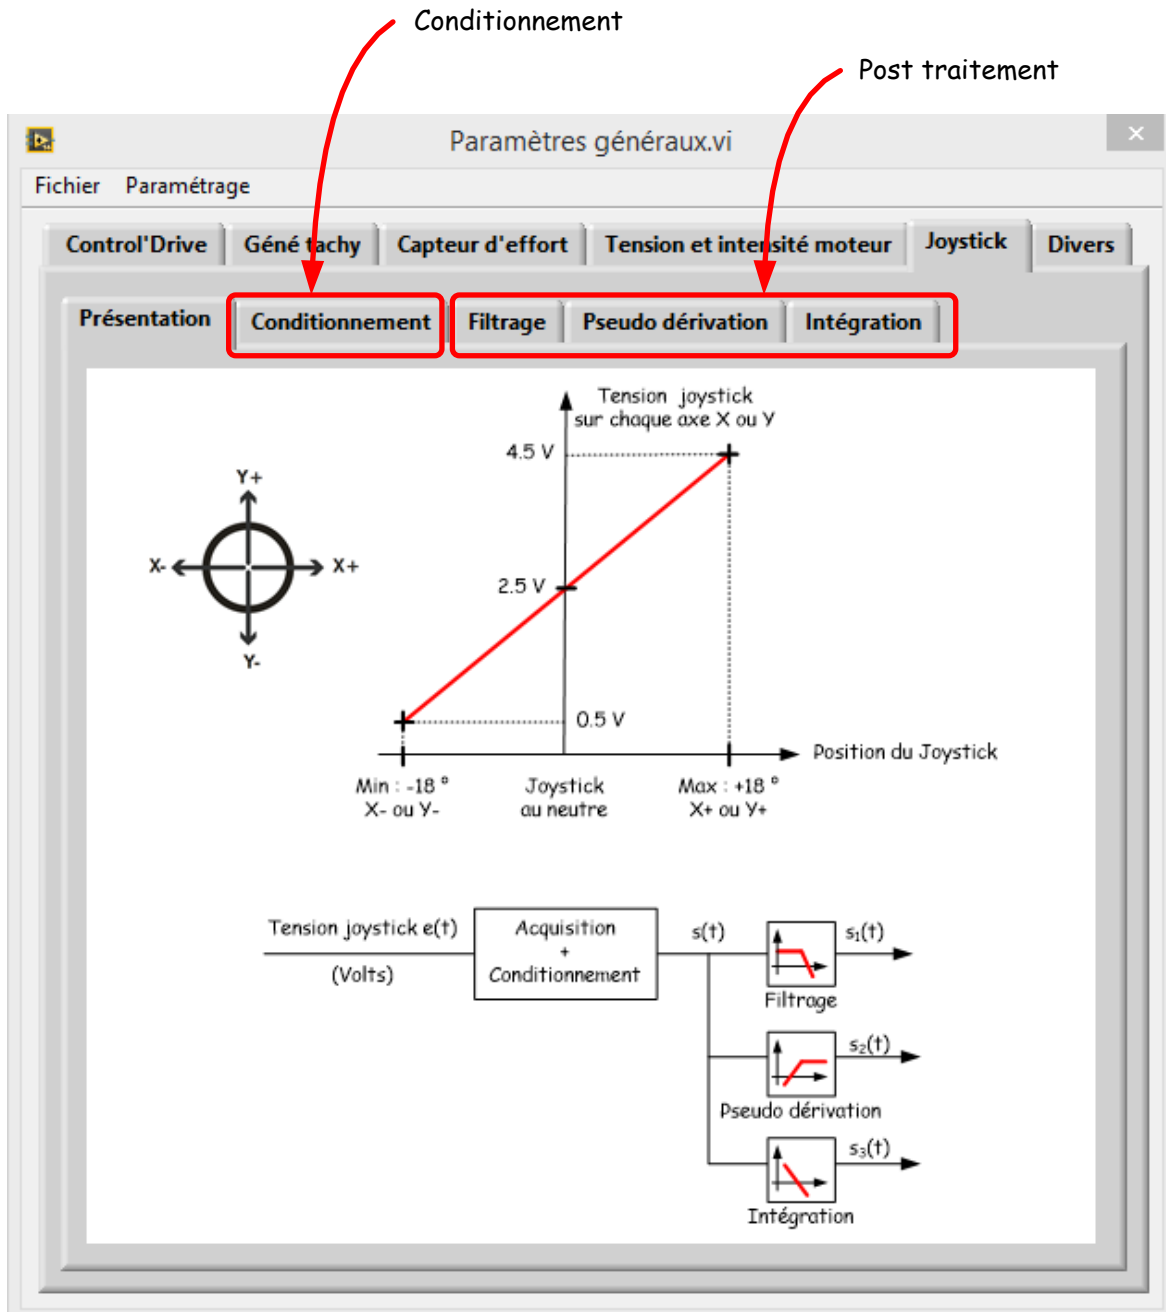 Conditionnement
Post traitement
Paramètres généraux.vi
Fichier Paramétrage
Control'Drive Géné tachy Capteur d'effort Tension et intensité moteur Joystick Divers
Présentation Conditionnement Filtrage Pseudo dérivation Intégration
Tension joystick
sur chaque axe X ou Y
4.5 V
Y+
X- X+
2.5 V
Y-
0.5 V
Position du Joystick
Min : -18 ° Joystick Max : +18 °
X- ou Y- au neutre X+ ou Y+
Tension joystick e(t) Acquisition s(t) s₁(t)
+
(Volts) Conditionnement
Filtrage
s₂(t)
Pseudo dérivation
s₃(t)
Intégration